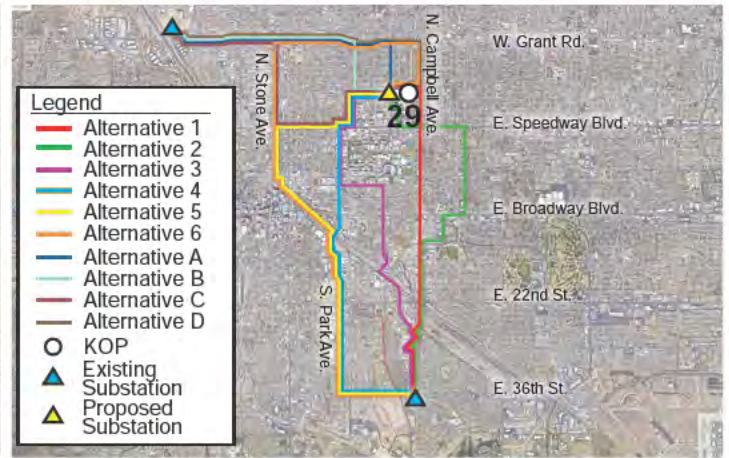 W. Grant Rd.
N. Campbell Ave.
N. Stone Ave.
29
E. Speedway Blvd.
E. Broadway Blvd.
E. 22nd St.
S. Park Ave.
E. 36th St.
Legend
Alternative 1
Alternative 2
Alternative 3
Alternative 4
Alternative 5
Alternative 6
Alternative A
Alternative B
Alternative C
Alternative D
KOP
Existing
Substation
Proposed
Substation